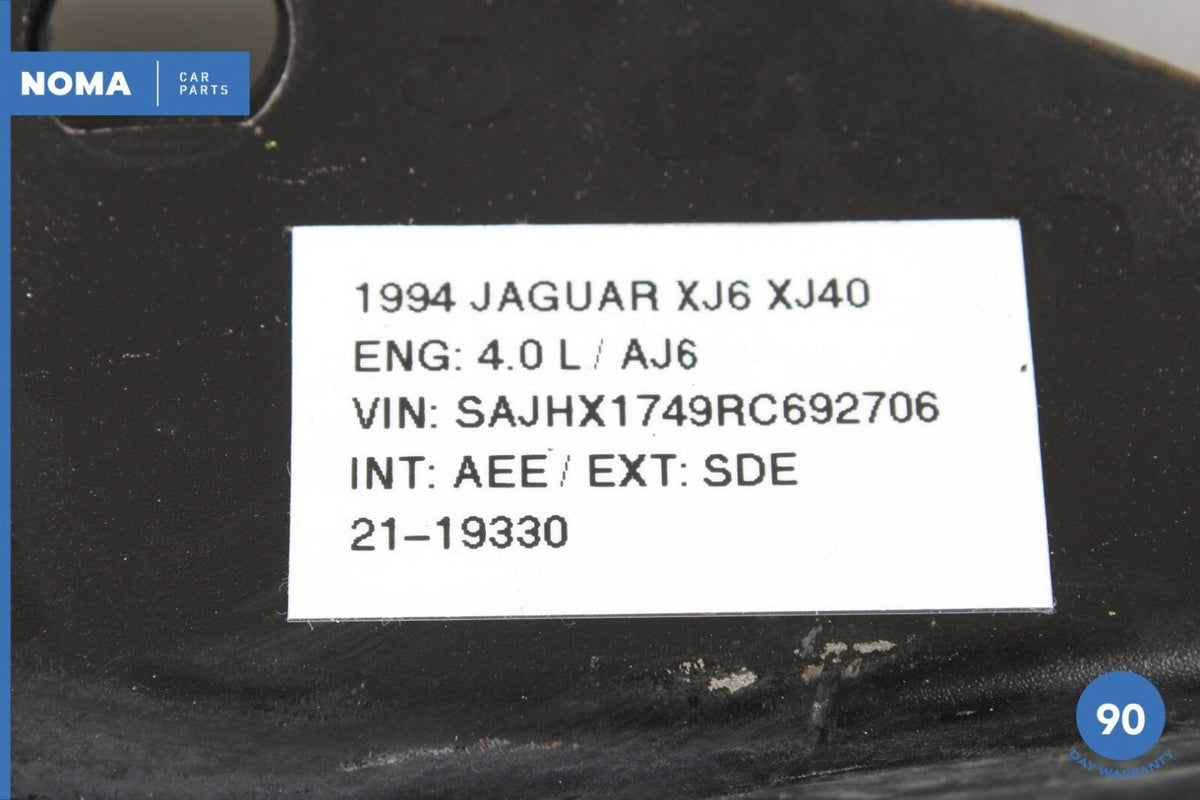 NOMA
CAR
PARTS
1994 JAGUAR XJ6 XJ40
ENG: 4.0 L / AJ6
VIN: SAJHX1749RC692706
INT: AEE / EXT: SDE
21-19330
90
DAY WARRANTY